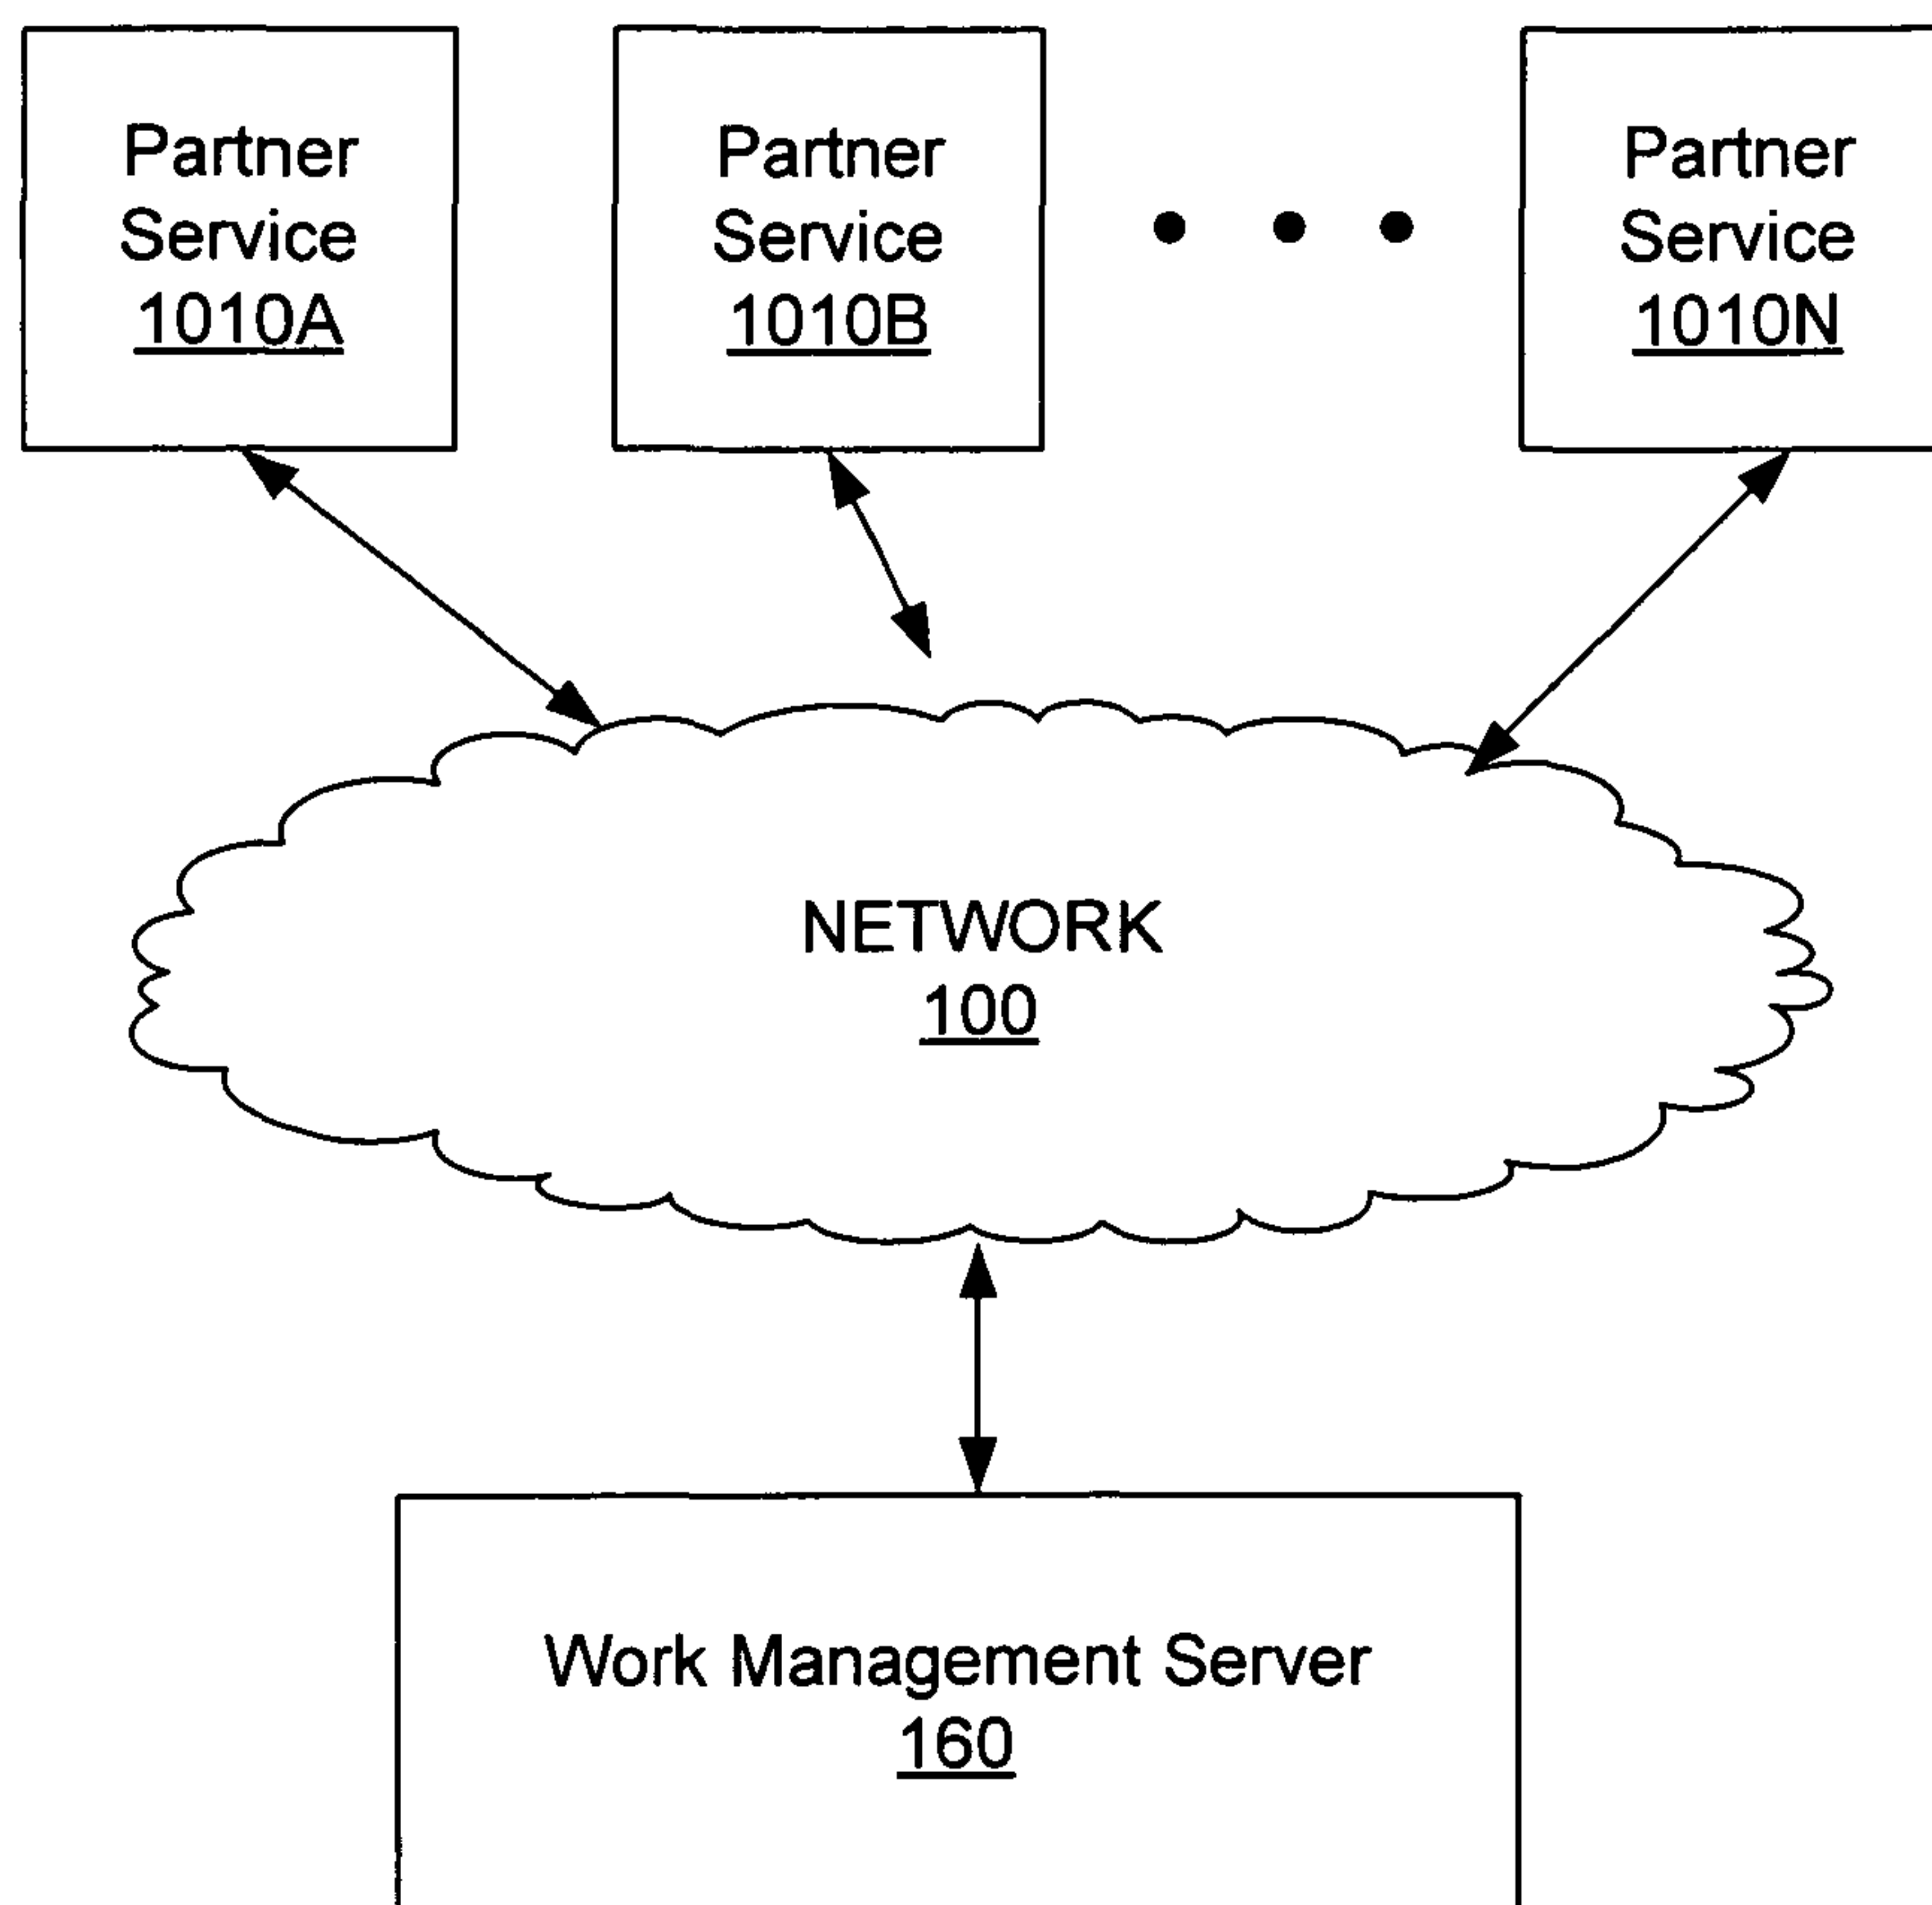 Partner
Service
1010A
Partner
Service
1010B
Partner
Service
1010N
NETWORK
100
Work Management Server
160